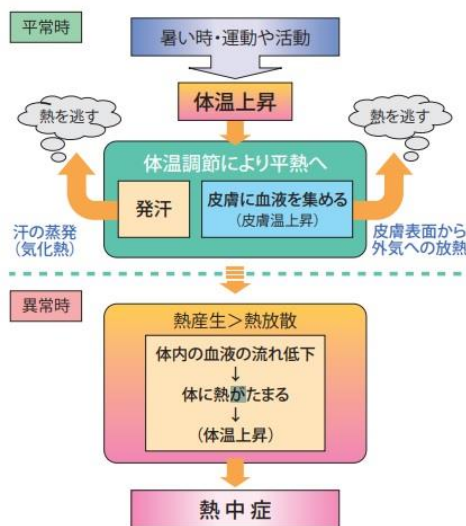 平常時
暑い時・運動や活動
体温上昇
熱を逃す
熱を逃す
体温調節により平熱へ
発汗
皮膚に血液を集める
(皮膚温上昇)
汗の蒸発
(気化熱)
皮膚表面から
外気への放熱
異常時
熱産生>熱放散
体内の血液の流れ低下
↓
体に熱がたまる
↓
(体温上昇)
熱中症